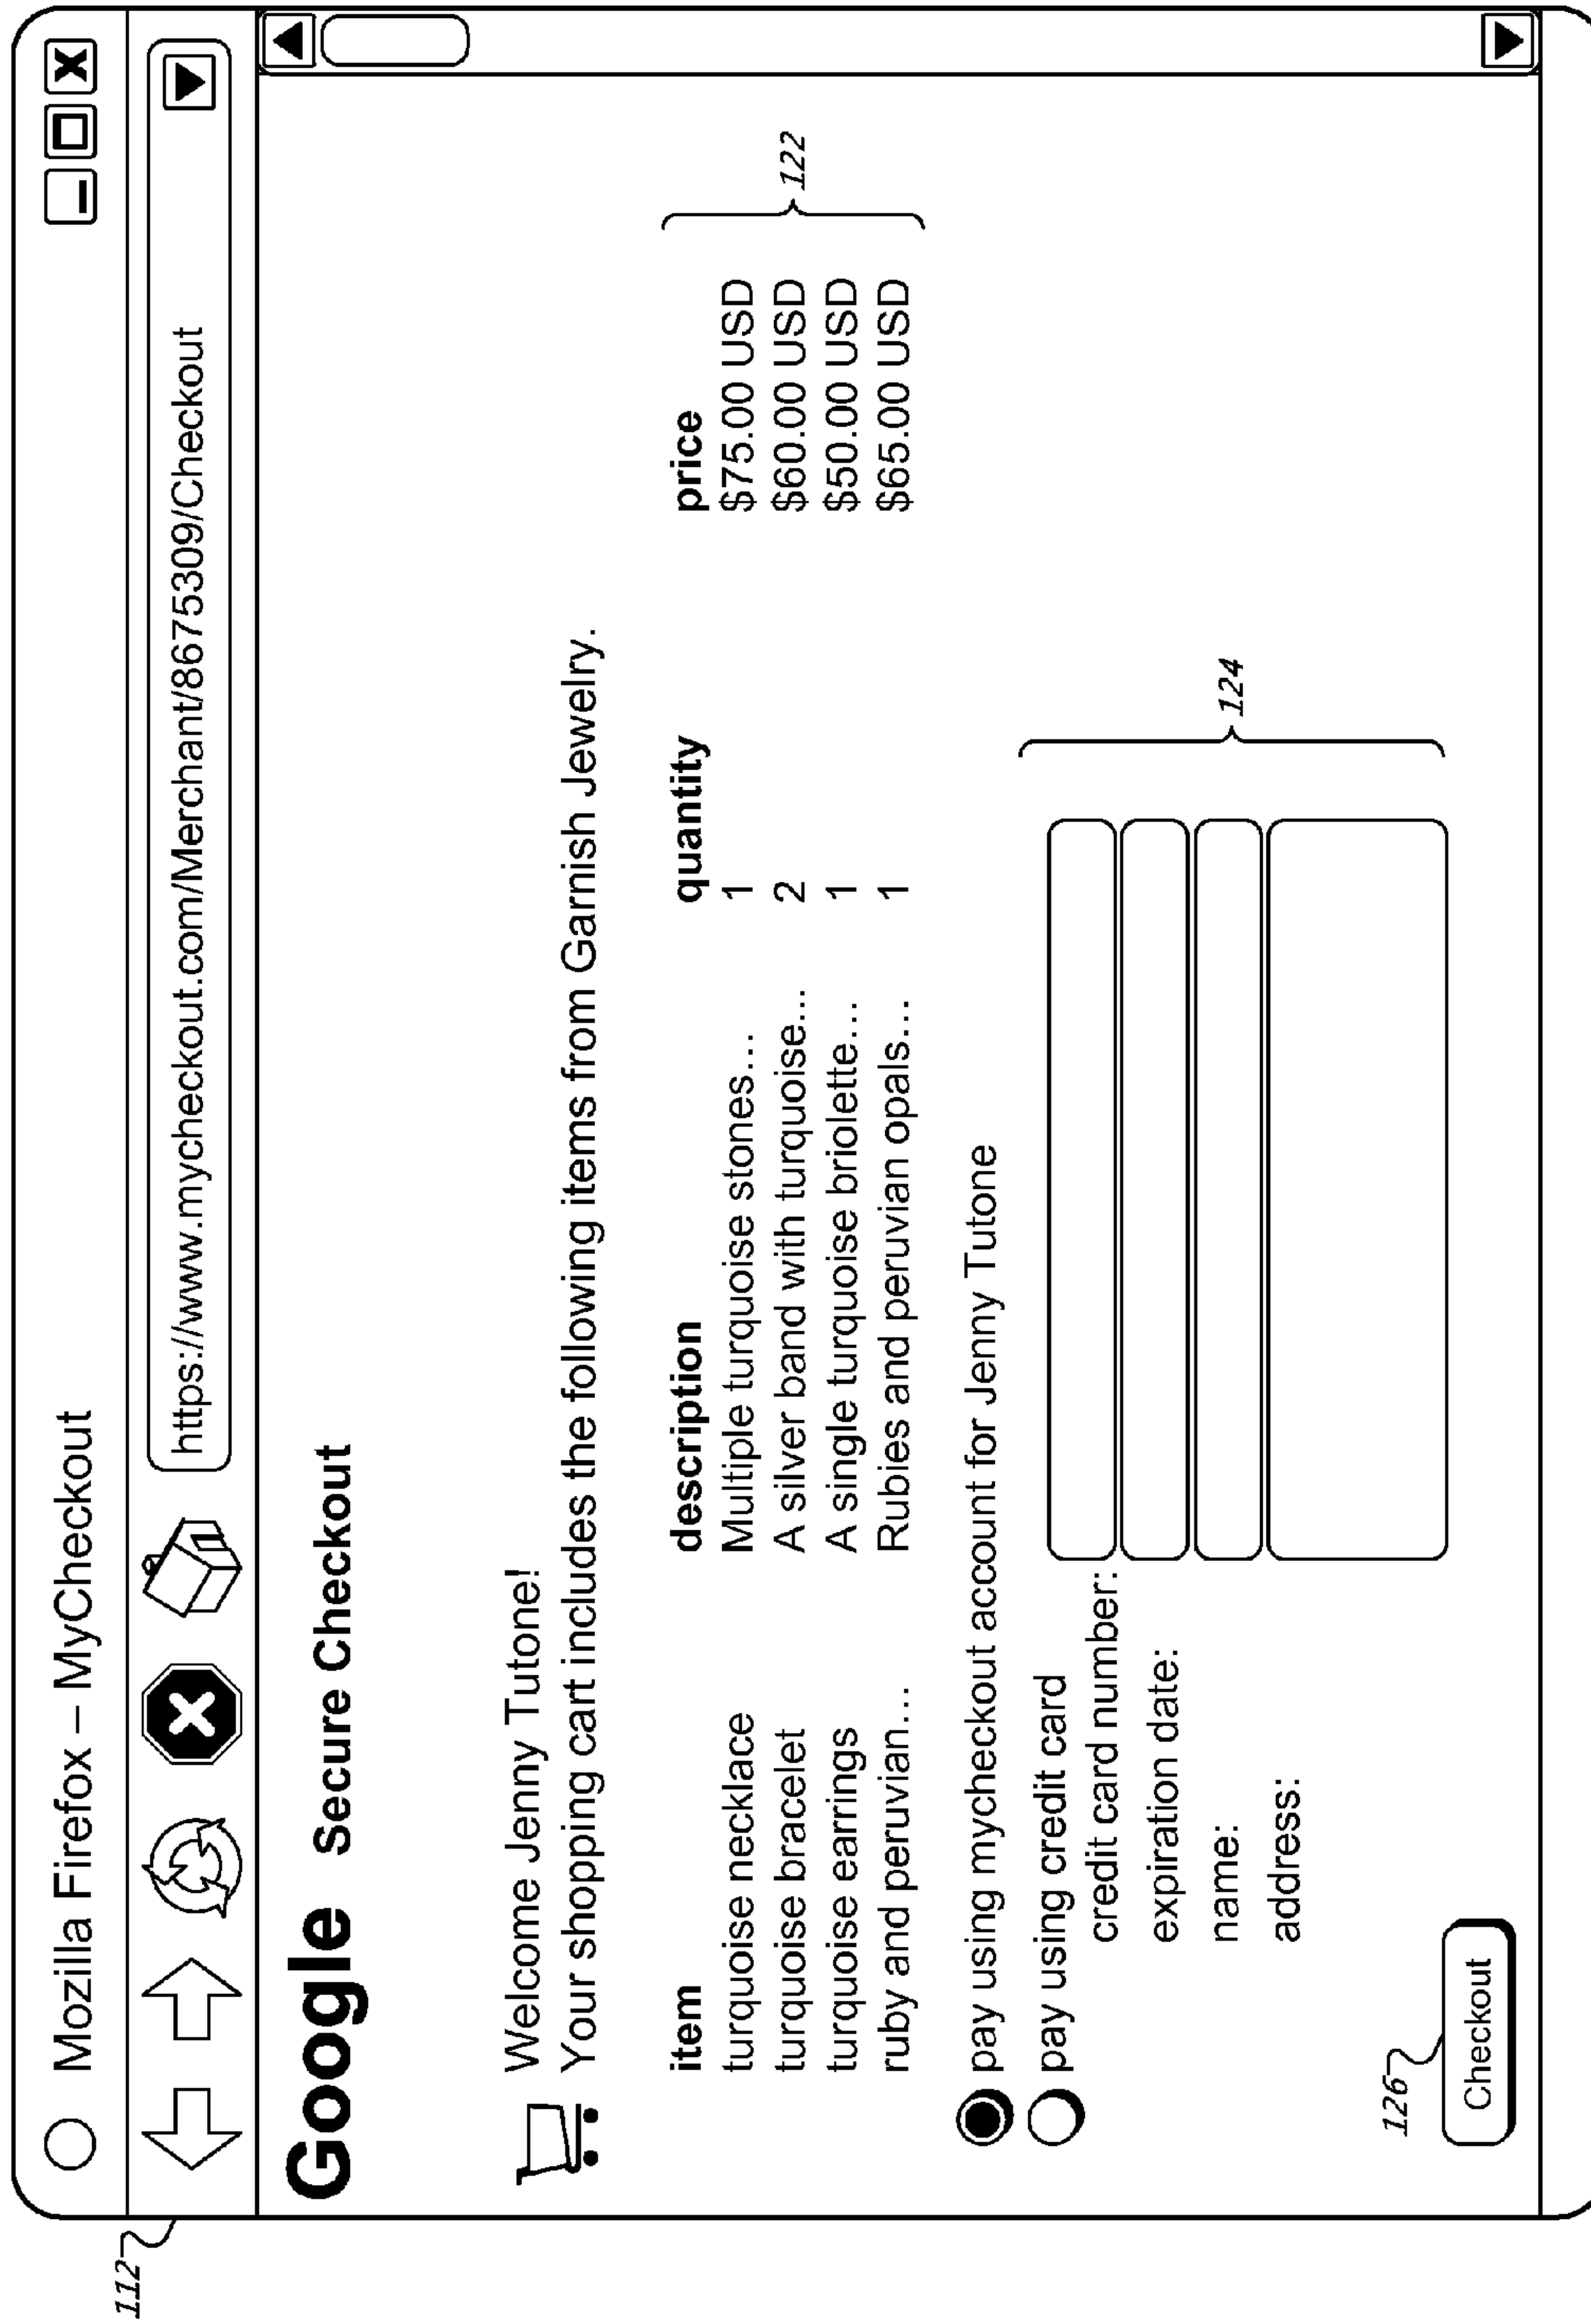 112
Mozilla Firefox – MyCheckout
https://www.mycheckout.com/Merchant/8675309/Checkout
Google Secure Checkout
Welcome Jenny Tutone!
Your shopping cart includes the following items from Garnish Jewelry.
item description quantity price
turquoise necklace Multiple turquoise stones... 1 $75.00 USD
turquoise bracelet A silver band with turquoise... 2 $60.00 USD
turquoise earrings A single turquoise briolette... 1 $50.00 USD
ruby and peruvian... Rubies and peruvian opals... 1 $65.00 USD
122
pay using mycheckout account for Jenny Tutone
pay using credit card
credit card number:
expiration date:
name:
address:
124
126
Checkout